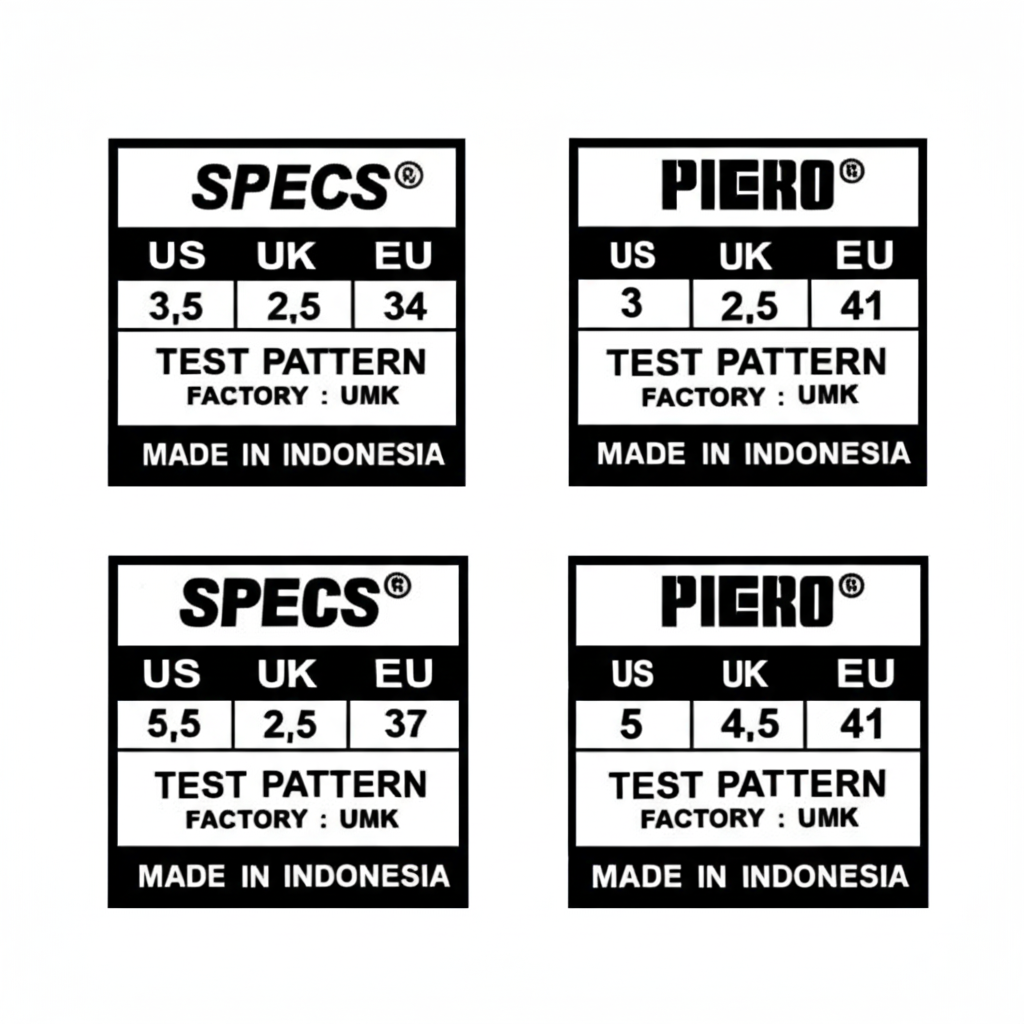 SPECS®
US UK EU
3,5 2,5 34
TEST PATTERN
FACTORY : UMK
MADE IN INDONESIA
PIERO®
US UK EU
3 2,5 41
TEST PATTERN
FACTORY : UMK
MADE IN INDONESIA
SPECS®
US UK EU
5,5 2,5 37
TEST PATTERN
FACTORY : UMK
MADE IN INDONESIA
PIERO®
US UK EU
5 4,5 41
TEST PATTERN
FACTORY : UMK
MADE IN INDONESIA